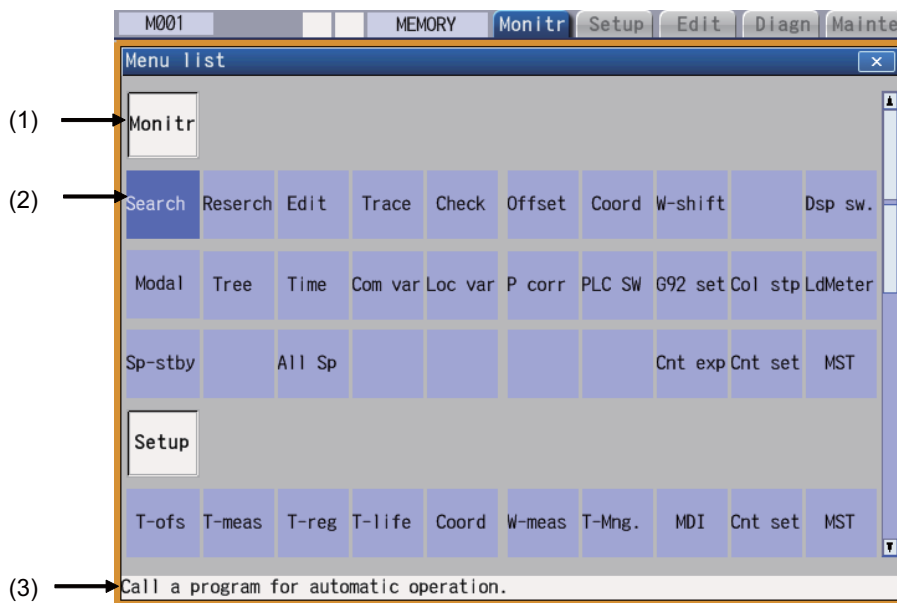 M001 MEMORY Monitr Setup Edit Diagn Mainte
Menu list
(1) Monitr
(2) Search Reserch Edit Trace Check Offset Coord W-shift Dsp sw.
Modal Tree Time Com var Loc var P corr PLC SW G92 set Col stp LdMeter
Sp-stby All Sp Cnt exp Cnt set MST
Setup
T-ofs T-meas T-reg T-life Coord W-meas T-Mng. MDI Cnt set MST
(3) Call a program for automatic operation.